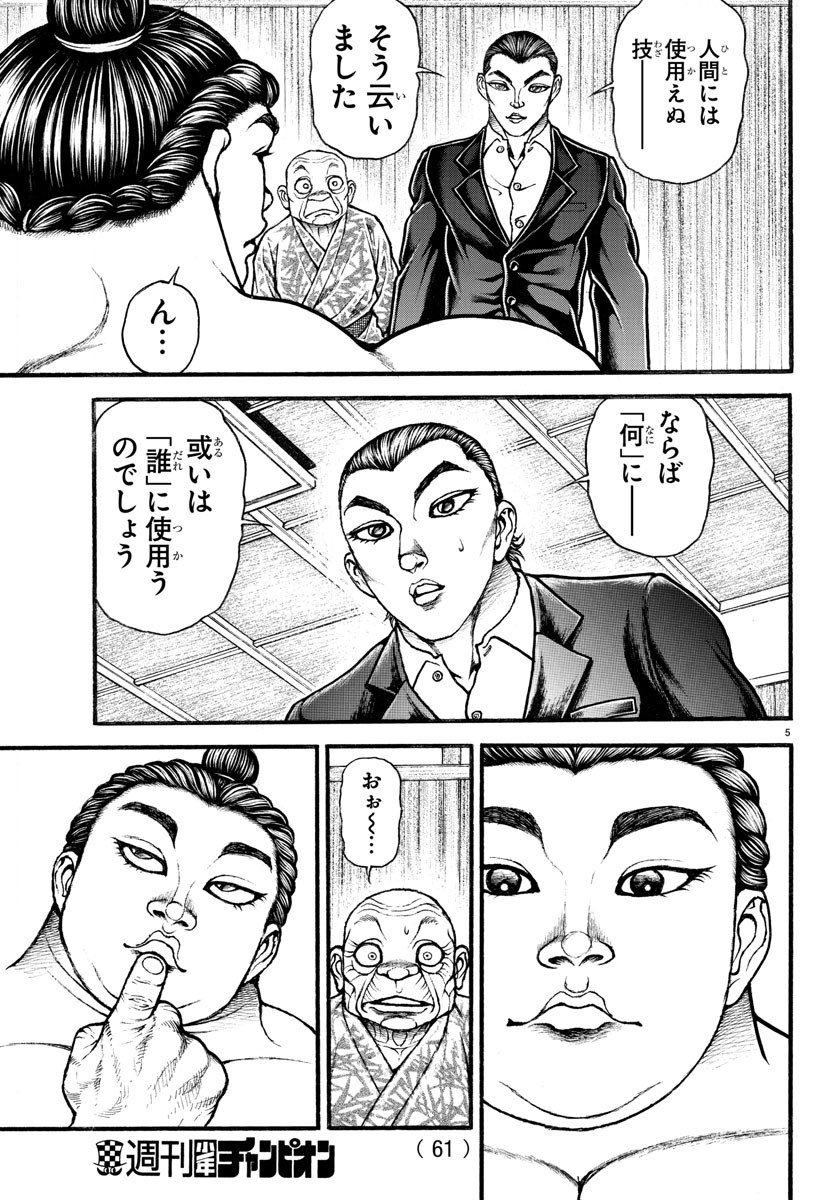 人間には
使用えぬ
技──
そう云い
ました
ん…
ならば
「何」に──
或いは
「誰」に使用う
のでしょう
5
おぉ〜…
(61)
週刊少年チャンピオン